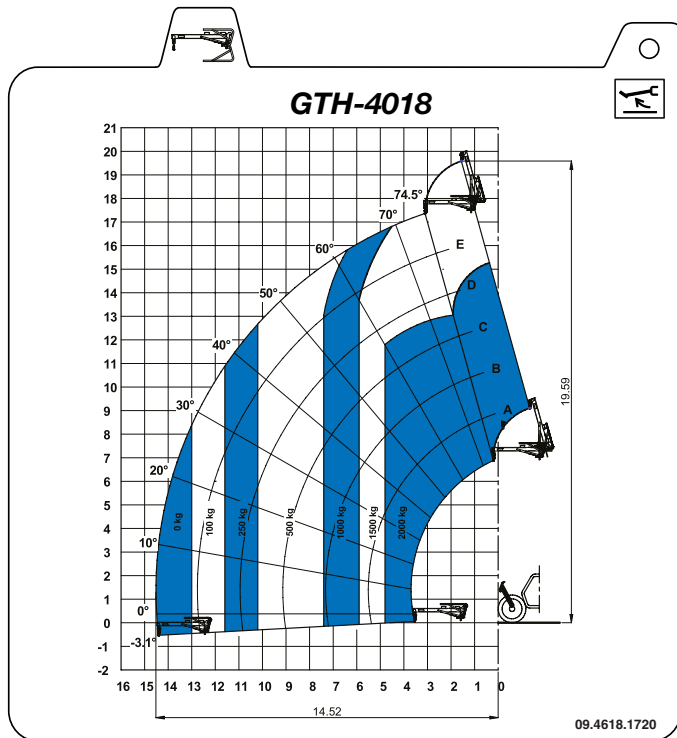 GTH-4018
21
20
19
18
17
16
15
14
13
12
11
10
9
8
7
6
5
4
3
2
1
0
-1
-2
74.5°
70°
60°
50°
40°
30°
20°
10°
0°
-3.1°
E
D
C
B
A
0 kg
100 kg
250 kg
500 kg
1000 kg
1500 kg
2000 kg
19.59
16 15 14 13 12 11 10 9 8 7 6 5 4 3 2 1 0
14.52
09.4618.1720